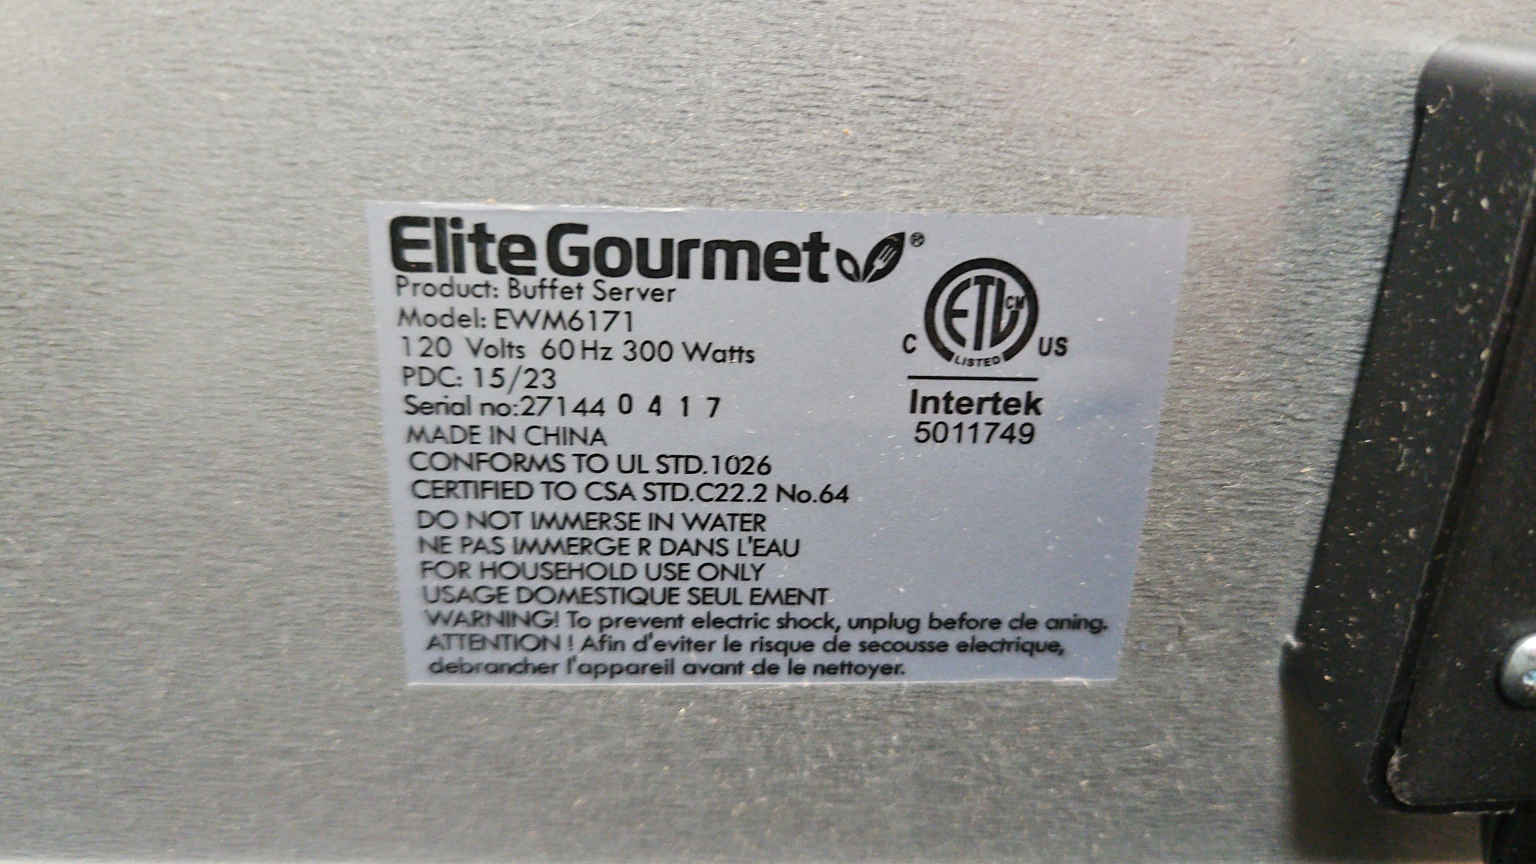 Elite Gourmet®
Product: Buffet Server
Model: EWM6171
120 Volts 60 Hz 300 Watts
PDC: 15/23
Serial no:27144 0 4 1 7
MADE IN CHINA
CONFORMS TO UL STD.1026
CERTIFIED TO CSA STD.C22.2 No.64
DO NOT IMMERSE IN WATER
NE PAS IMMERGE R DANS L'EAU
FOR HOUSEHOLD USE ONLY
USAGE DOMESTIQUE SEUL EMENT
WARNING! To prevent electric shock, unplug before cle aning.
ATTENTION ! Afin d'eviter le risque de secousse electrique,
debrancher l'appareil avant de le nettoyer.
ETL CM
C US
LISTED
Intertek
5011749